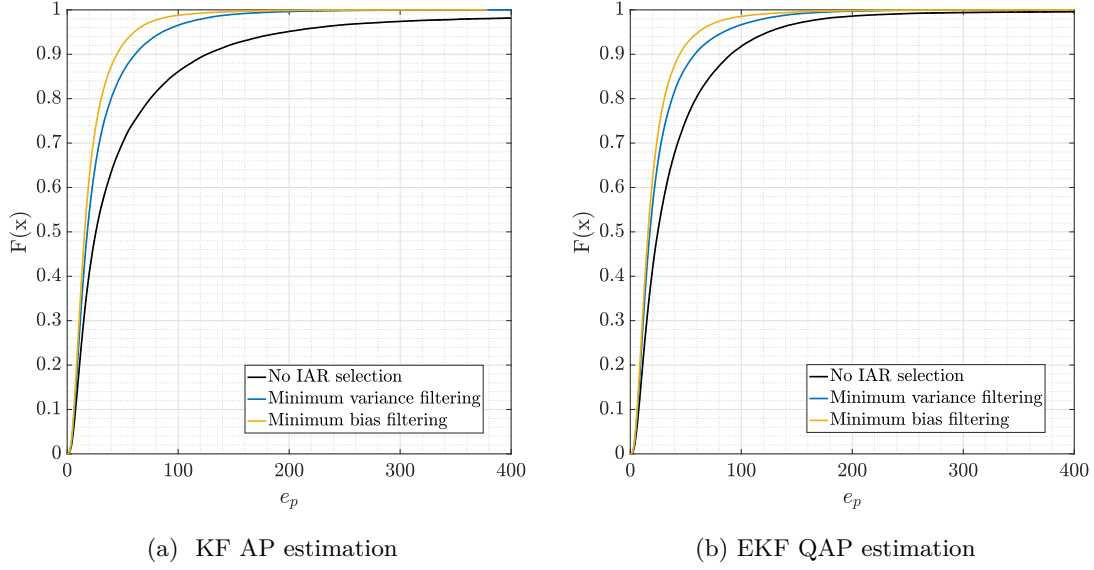 1
0.9
0.8
0.7
0.6
0.5
0.4
0.3
0.2
0.1
0
F(x)
No IAR selection
Minimum variance filtering
Minimum bias filtering
0 100 200 300 400
e_p
(a) KF AP estimation
1
0.9
0.8
0.7
0.6
0.5
0.4
0.3
0.2
0.1
0
F(x)
No IAR selection
Minimum variance filtering
Minimum bias filtering
0 100 200 300 400
e_p
(b) EKF QAP estimation